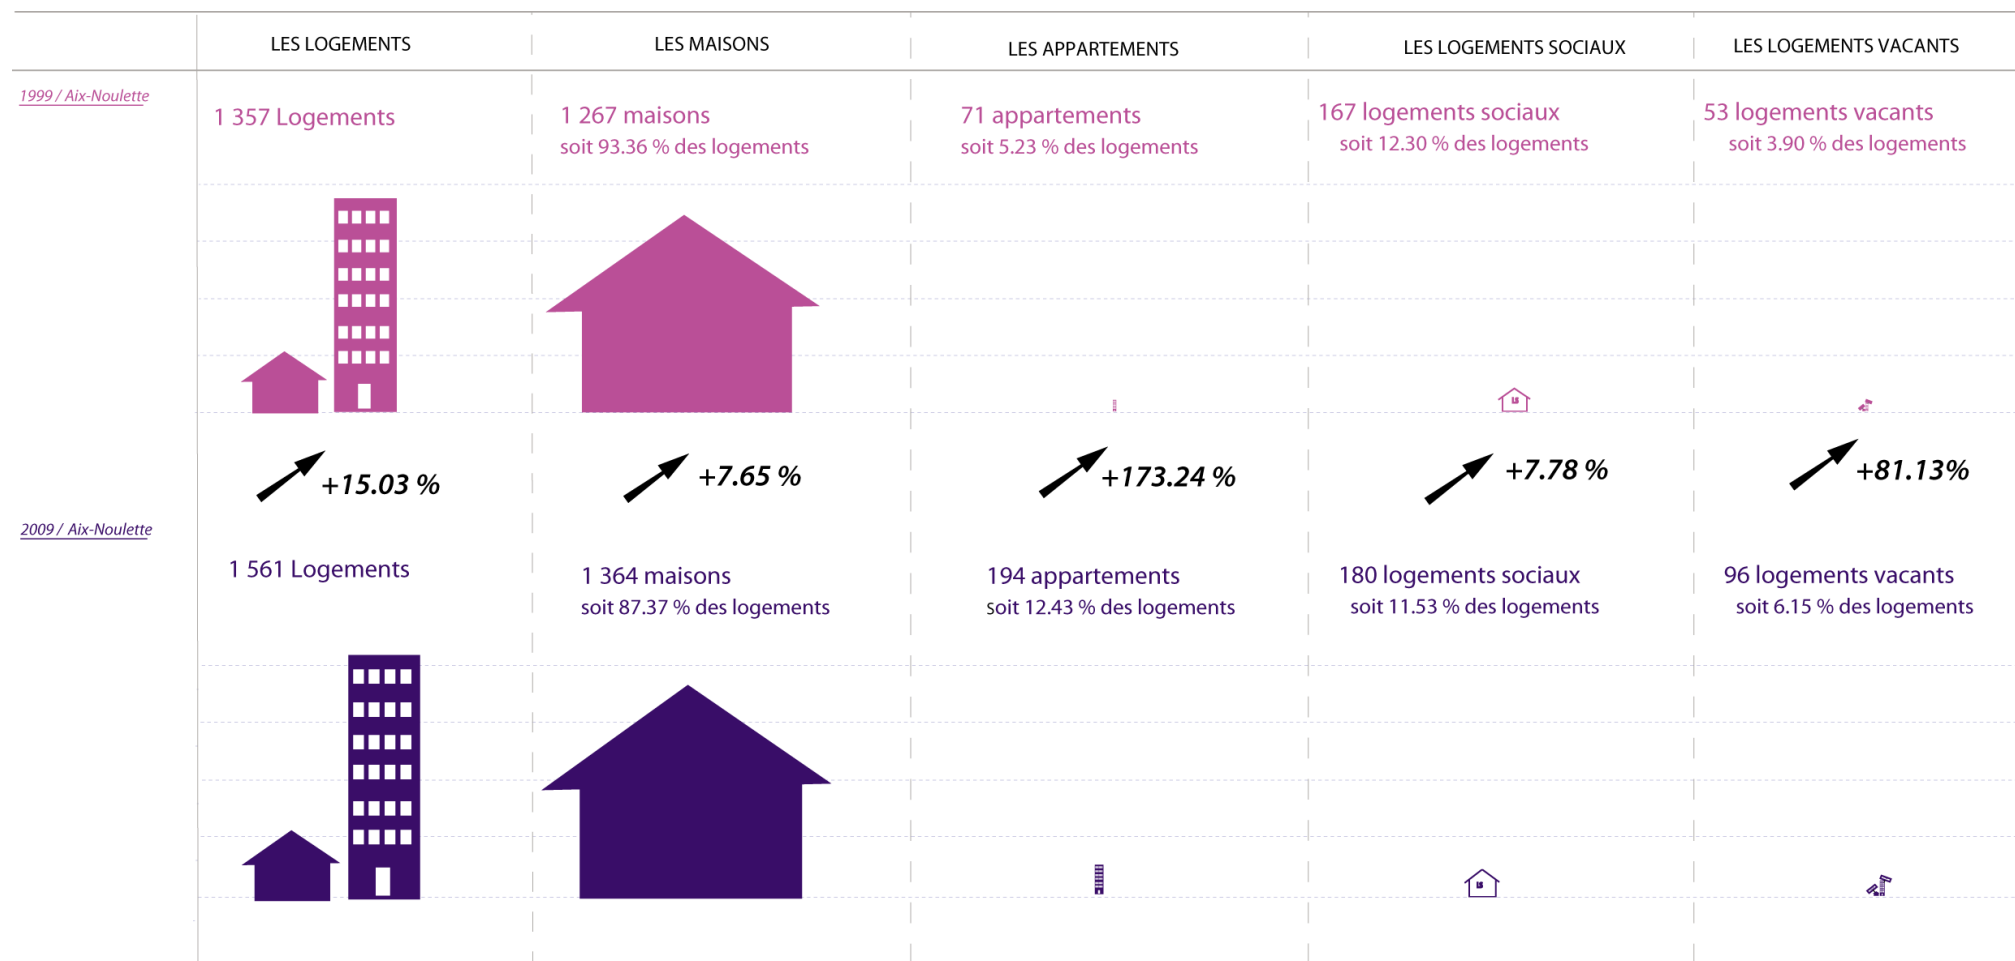 LES LOGEMENTS
LES MAISONS
LES APPARTEMENTS
LES LOGEMENTS SOCIAUX
LES LOGEMENTS VACANTS
1999 / Aix-Noulette
1 357 Logements
1 267 maisons
soit 93.36 % des logements
71 appartements
soit 5.23 % des logements
167 logements sociaux
soit 12.30 % des logements
53 logements vacants
soit 3.90 % des logements
LS
+15.03 %
+7.65 %
+173.24 %
+7.78 %
+81.13%
2009 / Aix-Noulette
1 561 Logements
1 364 maisons
soit 87.37 % des logements
194 appartements
soit 12.43 % des logements
180 logements sociaux
soit 11.53 % des logements
96 logements vacants
soit 6.15 % des logements
LS